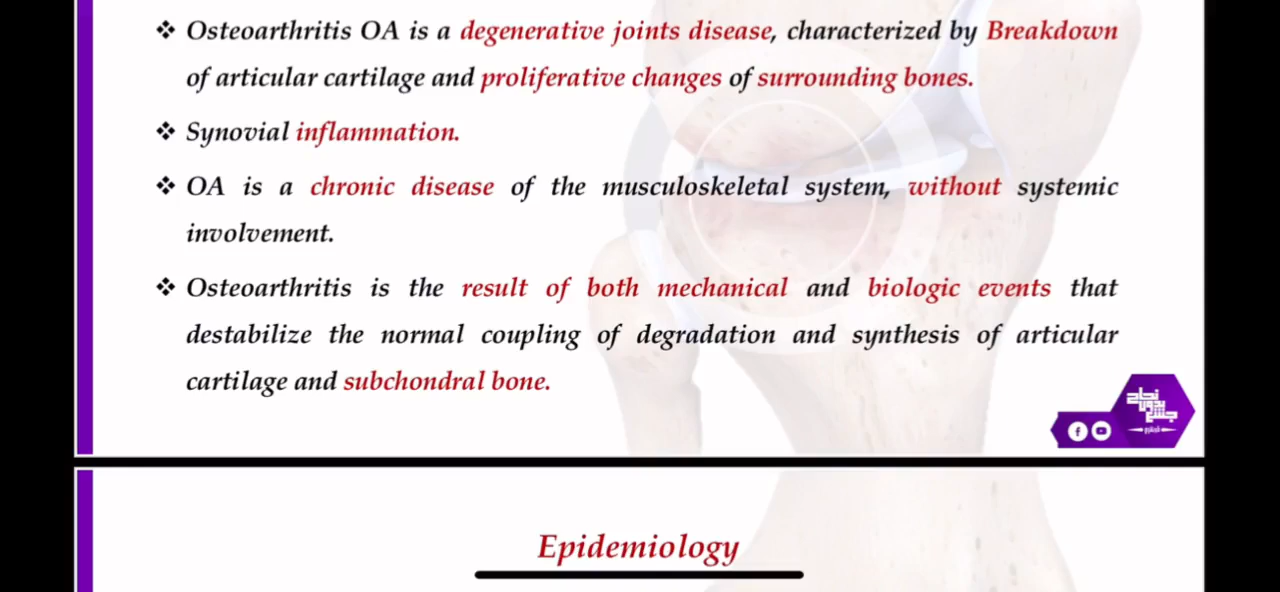 ❖ Osteoarthritis OA is a degenerative joints disease, characterized by Breakdown
of articular cartilage and proliferative changes of surrounding bones.
❖ Synovial inflammation.
❖ OA is a chronic disease of the musculoskeletal system, without systemic
involvement.
❖ Osteoarthritis is the result of both mechanical and biologic events that
destabilize the normal coupling of degradation and synthesis of articular
cartilage and subchondral bone.
Epidemiology